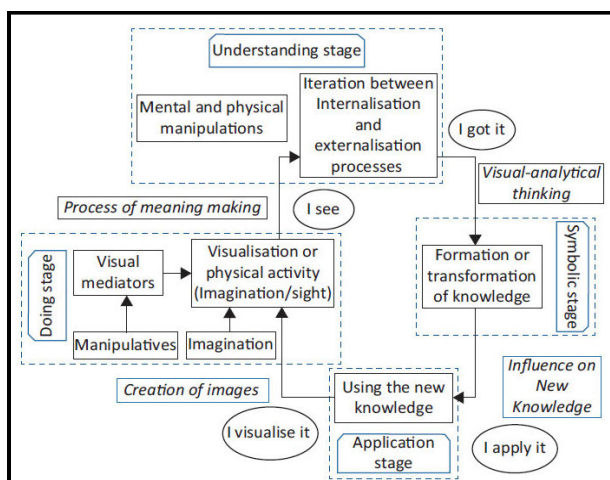 Understanding stage
Mental and physical
manipulations
Iteration between
Internalisation
and
externalisation
processes
I got it
Visual-analytical
thinking
Process of meaning making
I see
Doing stage
Visual
mediators
Visualisation or
physical activity
(Imagination/sight)
Manipulatives
Imagination
Formation or
transformation
of knowledge
Symbolic stage
Creation of images
Using the new
knowledge
Influence on
New
Knowledge
I visualise it
Application
stage
I apply it